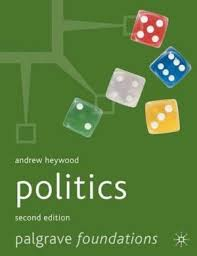 andrew heywood
politics
second edition
palgrave foundations